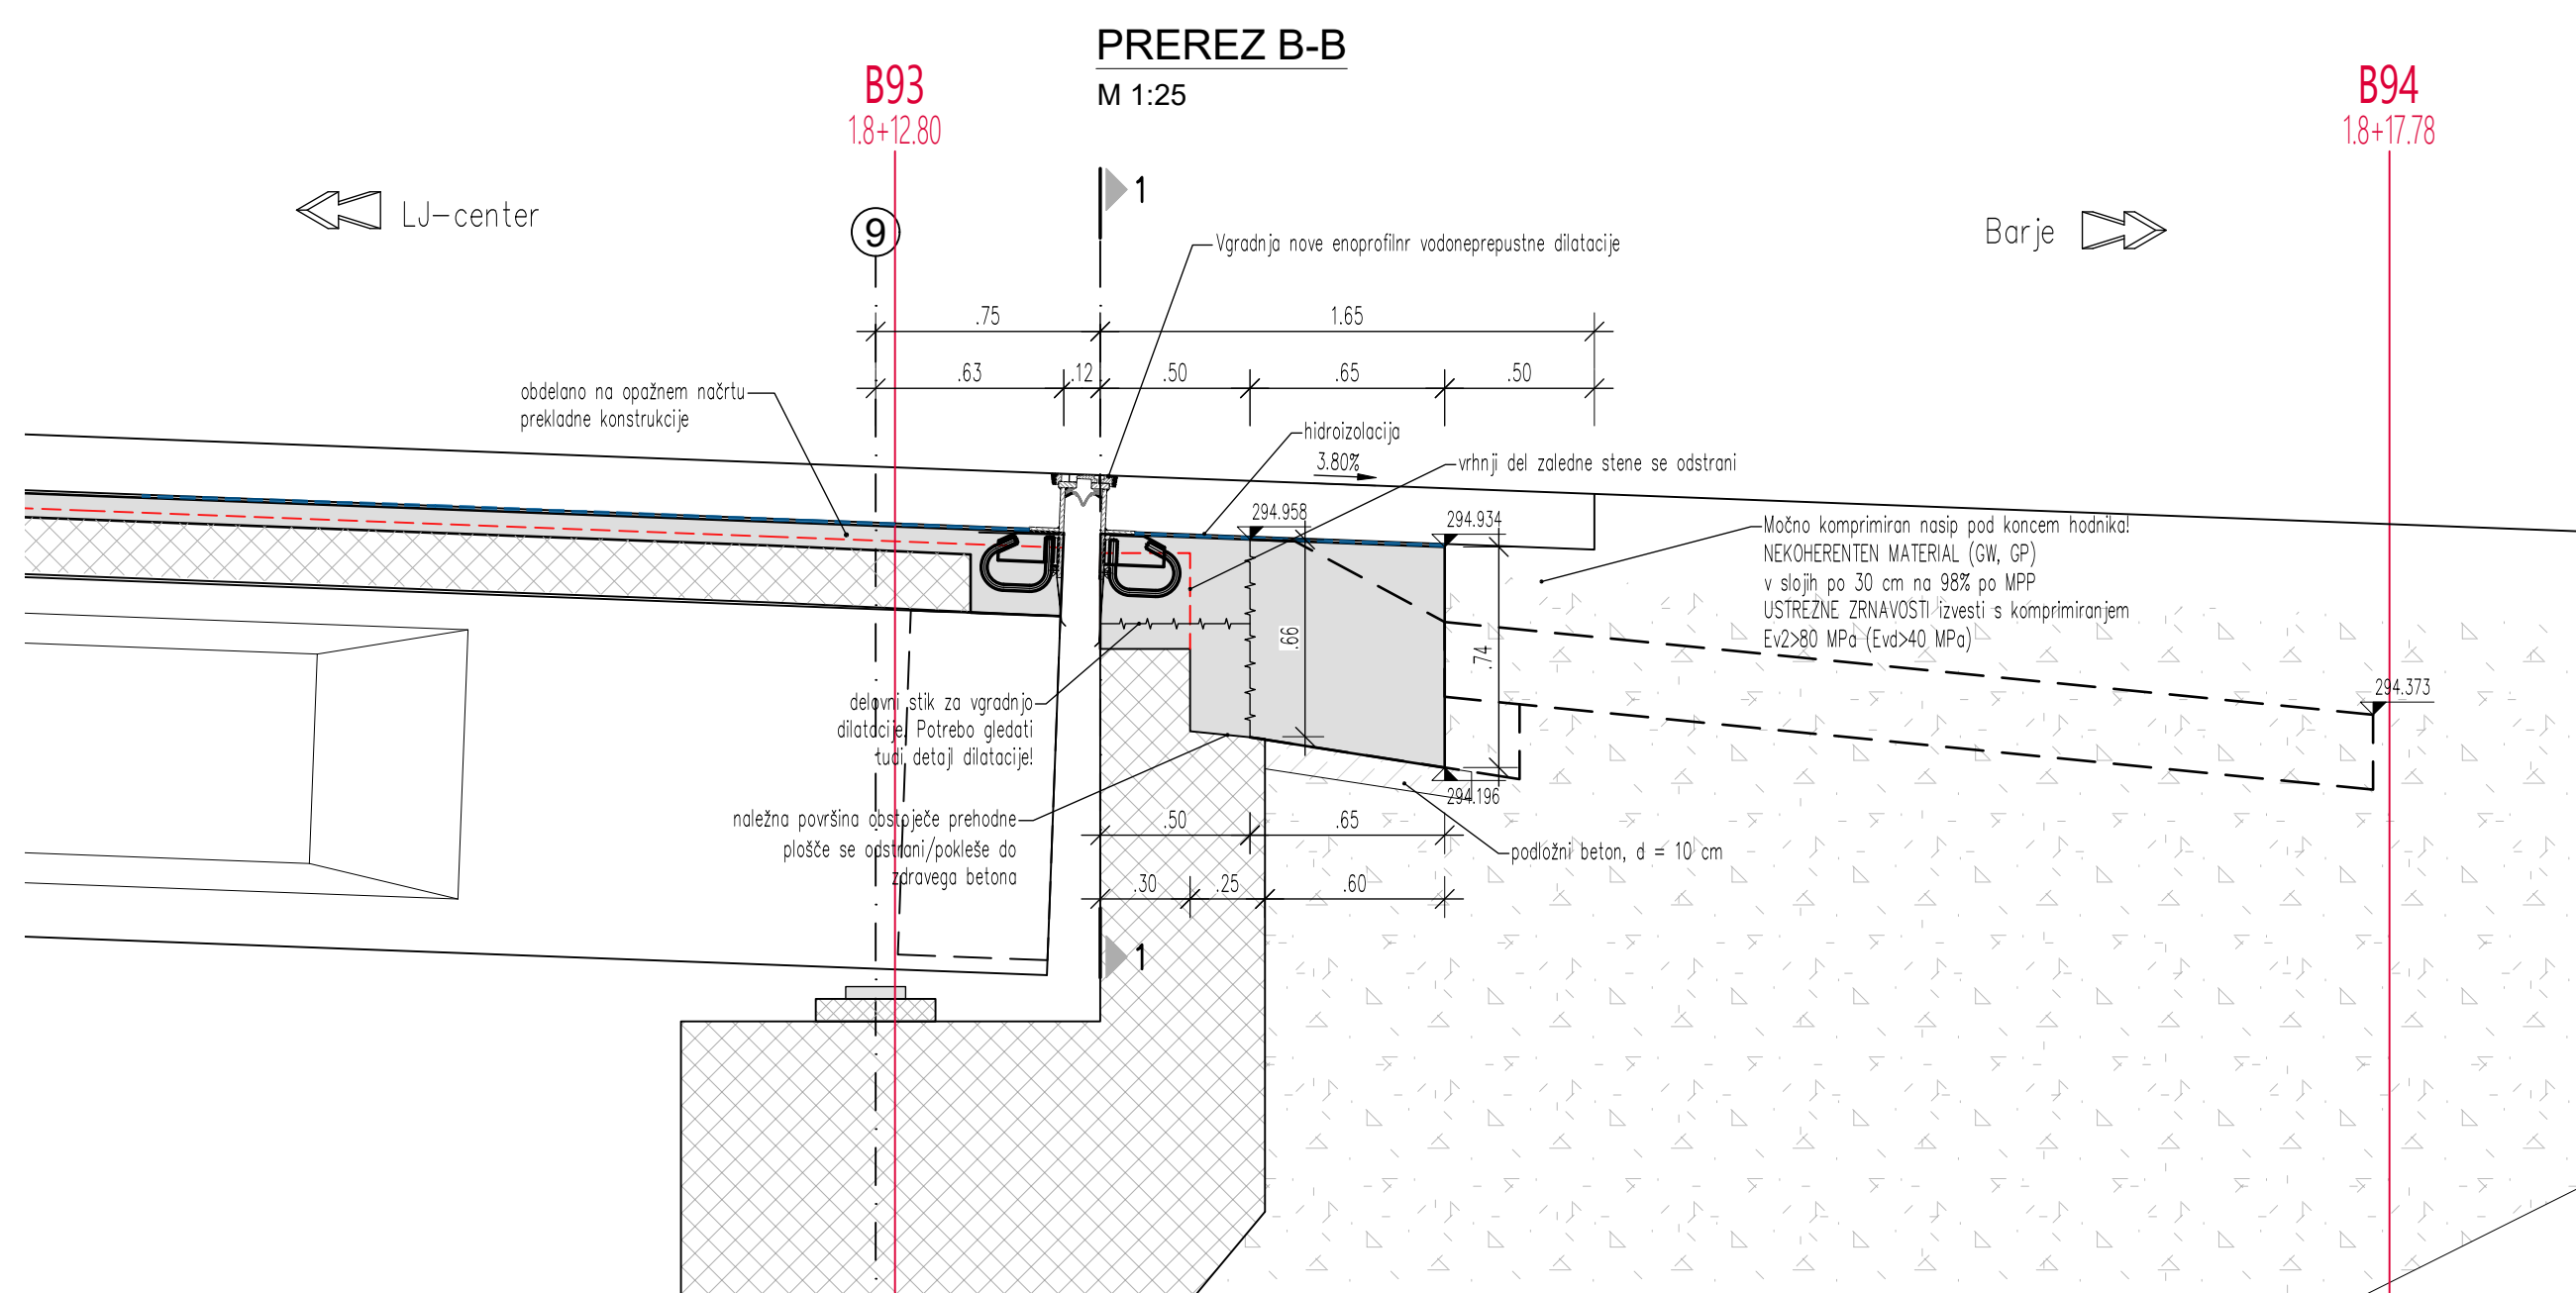 PREREZ B-B
M 1:25
B93
1.8+12.80
B94
1.8+17.78
1
LJ-center
9
Barje
Vgradnja nove enoprofilnr vodoneprepustne dilatacije
.75
1.65
.63
.12
.50
.65
.50
obdelano na opažnem načrtu
prekladne konstrukcije
hidroizolacija
3.80%
vrhnji del zaledne stene se odstrani
294.958
294.934
Močno komprimiran nasip pod koncem hodnika!
NEKOHERENTEN MATERIAL (GW, GP)
v slojih po 30 cm na 98% po MPP
USTREZNE ZRNAVOSTI izvesti s komprimiranjem
Ev2>80 MPa (Evd>40 MPa)
.66
.74
294.373
delovni stik za vgradnjo
dilatacije. Potrebo gledati
tudi detajl dilatacije!
294.196
naležna površina obstoječe prehodne
plošče se odstrani/pokleše do
zdravega betona
.50
.65
podložni beton, d = 10 cm
.30
.25
.60
1